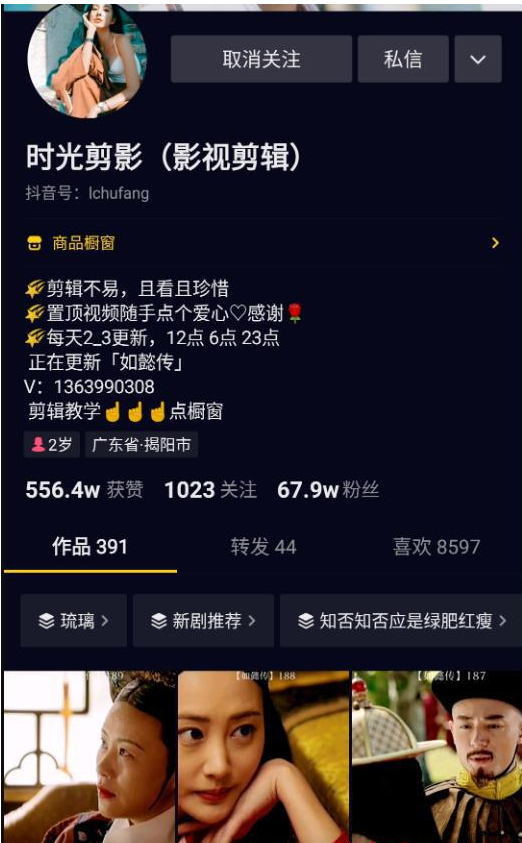 取消关注 私信
时光剪影（影视剪辑）
抖音号：lchufang
商品橱窗
剪辑不易，且看且珍惜
置顶视频随手点个爱心♡感谢🌹
每天2_3更新，12点 6点 23点
正在更新「如懿传」
V：1363990308
剪辑教学☝☝☝点橱窗
2岁 广东省·揭阳市
556.4w 获赞 1023 关注 67.9w 粉丝
作品 391 转发 44 喜欢 8597
琉璃 新剧推荐 知否知否应是绿肥红瘦
189 【如懿传】188 【如懿传】187